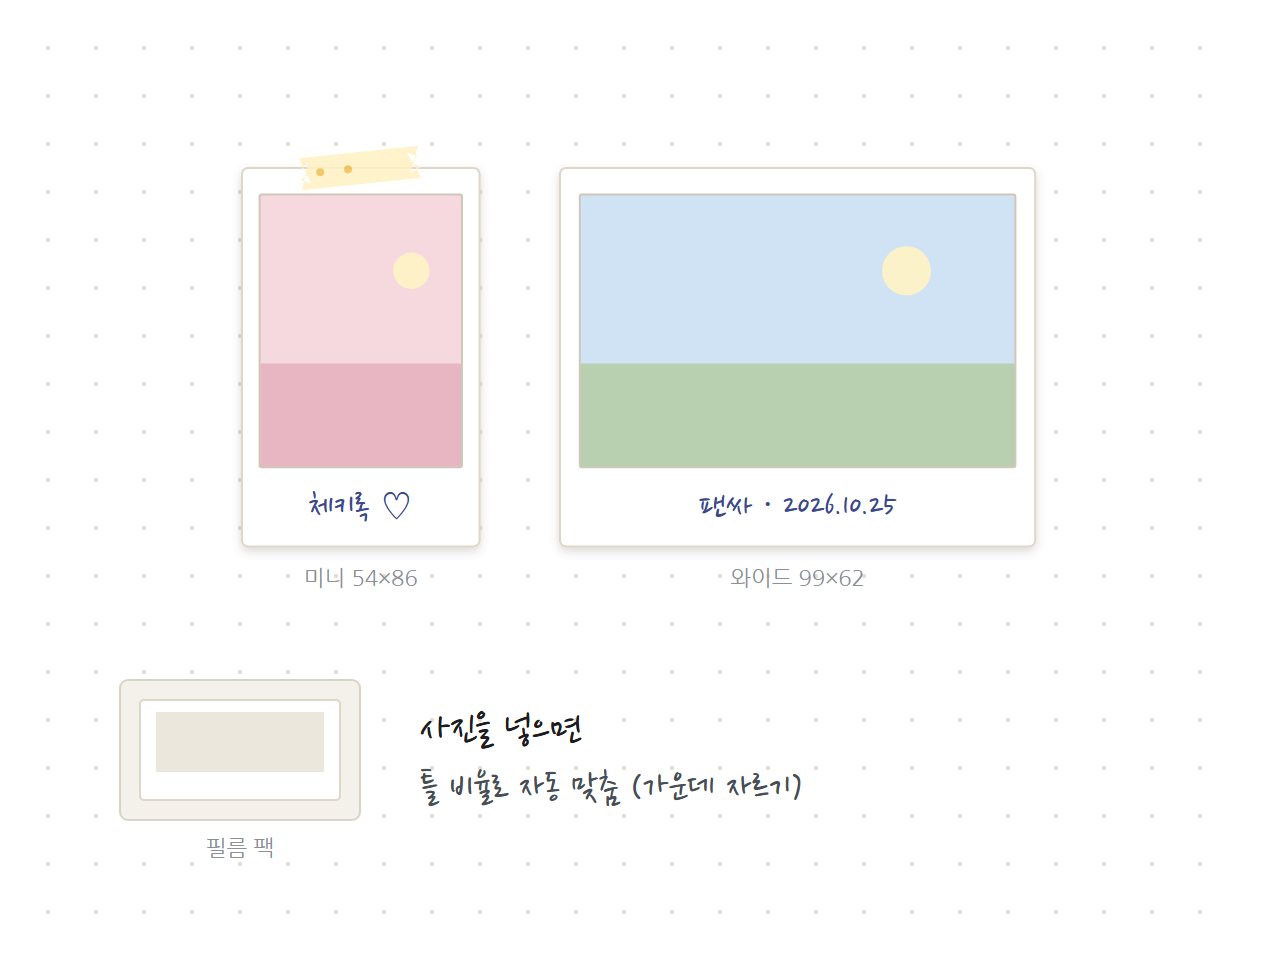 체키록 ♡
팬싸 · 2026.10.25
미니 54×86
와이드 99×62
사진을 넣으면
틀 비율로 자동 맞춤 (가운데 자르기)
필름 팩